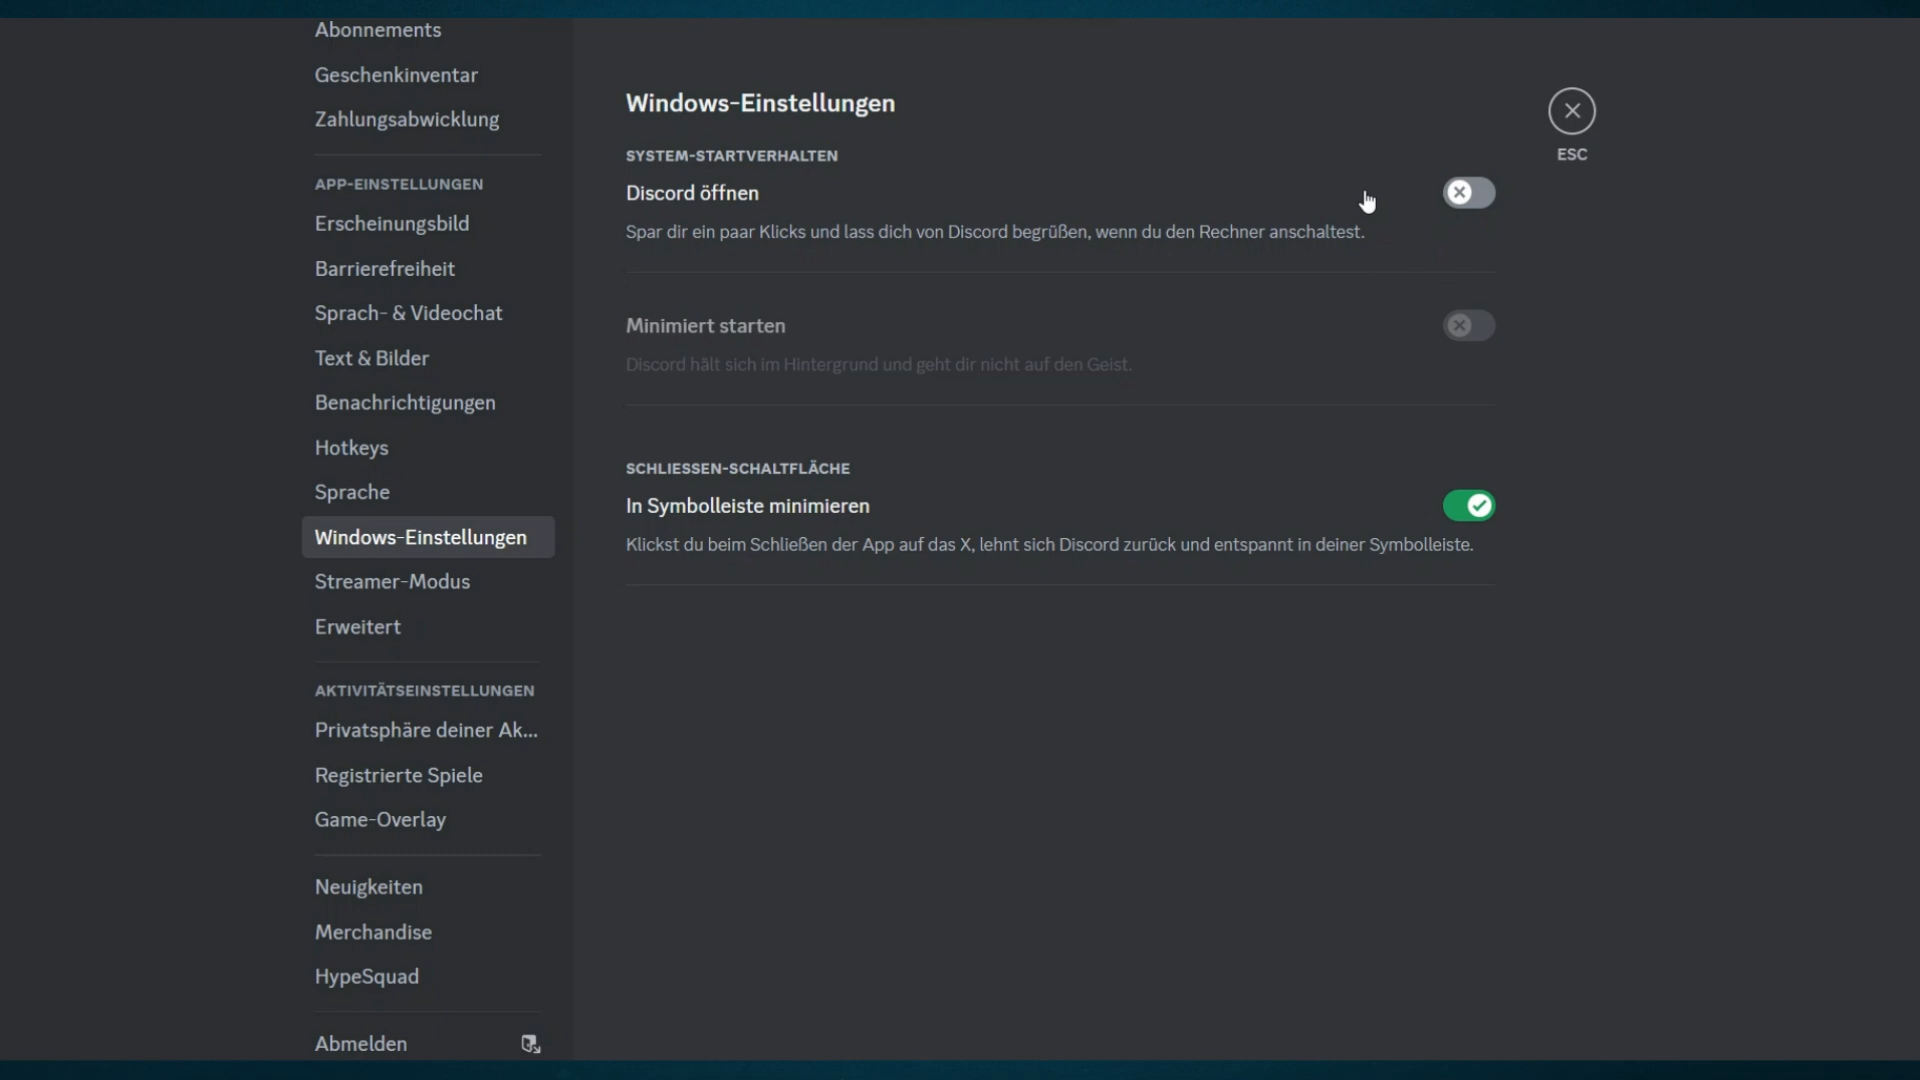 Abonnements
Geschenkinventar
Zahlungsabwicklung
APP-EINSTELLUNGEN
Erscheinungsbild
Barrierefreiheit
Sprach- & Videochat
Text & Bilder
Benachrichtigungen
Hotkeys
Sprache
Windows-Einstellungen
Streamer-Modus
Erweitert
AKTIVITÄTSEINSTELLUNGEN
Privatsphäre deiner Ak...
Registrierte Spiele
Game-Overlay
Neuigkeiten
Merchandise
HypeSquad
Abmelden
Windows-Einstellungen
SYSTEM-STARTVERHALTEN
Discord öffnen
Spar dir ein paar Klicks und lass dich von Discord begrüßen, wenn du den Rechner anschaltest.
Minimiert starten
Discord hält sich im Hintergrund und geht dir nicht auf den Geist.
SCHLIESSEN-SCHALTFLÄCHE
In Symbolleiste minimieren
Klickst du beim Schließen der App auf das X, lehnt sich Discord zurück und entspannt in deiner Symbolleiste.
ESC